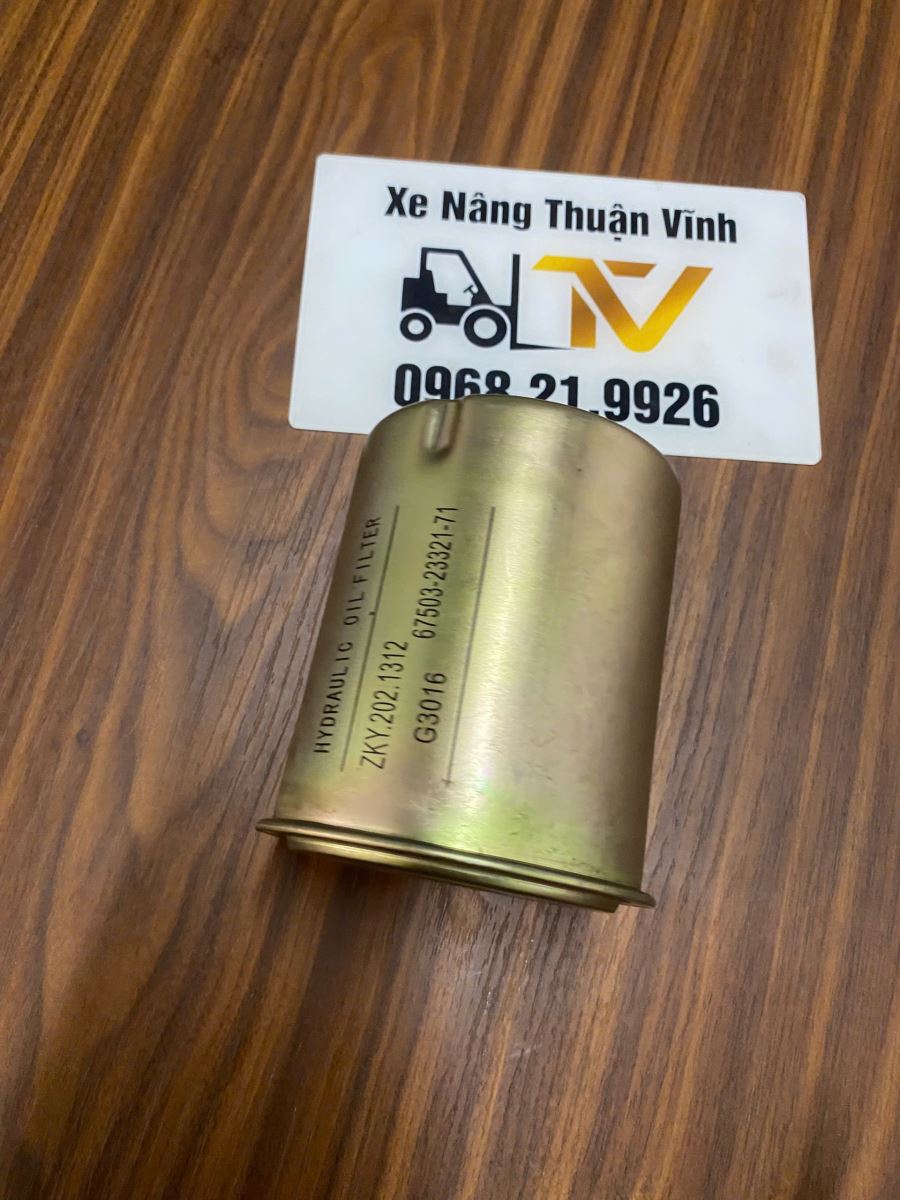 Xe Nâng Thuận Vĩnh
TV
0968.21.9926
HYDRAULIC OIL FILTER
ZKY.202.1312
G3016 67503-23321-71